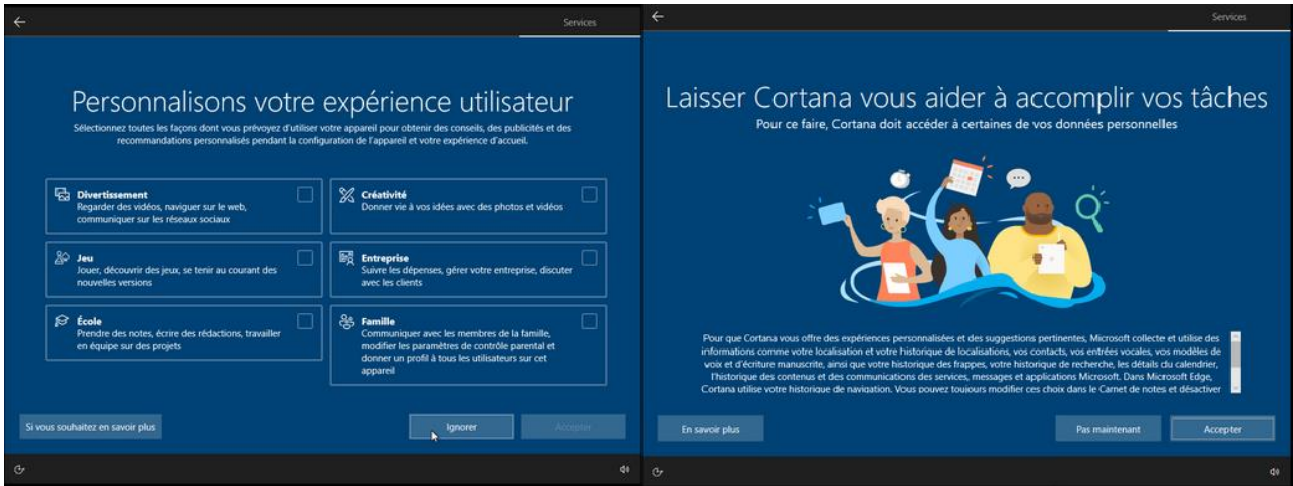 Services
Personnalisons votre expérience utilisateur
Sélectionnez toutes les façons dont vous prévoyez d'utiliser votre appareil pour obtenir des conseils, des publicités et des
recommandations personnalisés pendant la configuration de l'appareil et votre expérience d'accueil.
Divertissement
Regarder des vidéos, naviguer sur le web,
communiquer sur les réseaux sociaux
Créativité
Donner vie à vos idées avec des photos et vidéos
Jeu
Jouer, découvrir des jeux, se tenir au courant des
nouvelles versions
Entreprise
Suivre les dépenses, gérer votre entreprise, discuter
avec les clients
École
Prendre des notes, écrire des rédactions, travailler
en équipe sur des projets
Famille
Communiquer avec les membres de la famille,
modifier les paramètres de contrôle parental et
donner un profil à tous les utilisateurs sur cet
appareil
Si vous souhaitez en savoir plus
Ignorer
Accepter
Services
Laisser Cortana vous aider à accomplir vos tâches
Pour ce faire, Cortana doit accéder à certaines de vos données personnelles
Pour que Cortana vous offre des expériences personnalisées et des suggestions pertinentes, Microsoft collecte et utilise des
informations comme votre localisation et votre historique de localisations, vos contacts, vos entrées vocales, vos modèles de
voix et d'écriture manuscrite, ainsi que votre historique des frappes, votre historique de recherche, les détails du calendrier,
l'historique des contenus et des communications des services, messages et applications Microsoft. Dans Microsoft Edge,
Cortana utilise votre historique de navigation. Vous pouvez toujours modifier ces choix dans le Carnet de notes et désactiver
En savoir plus
Pas maintenant
Accepter